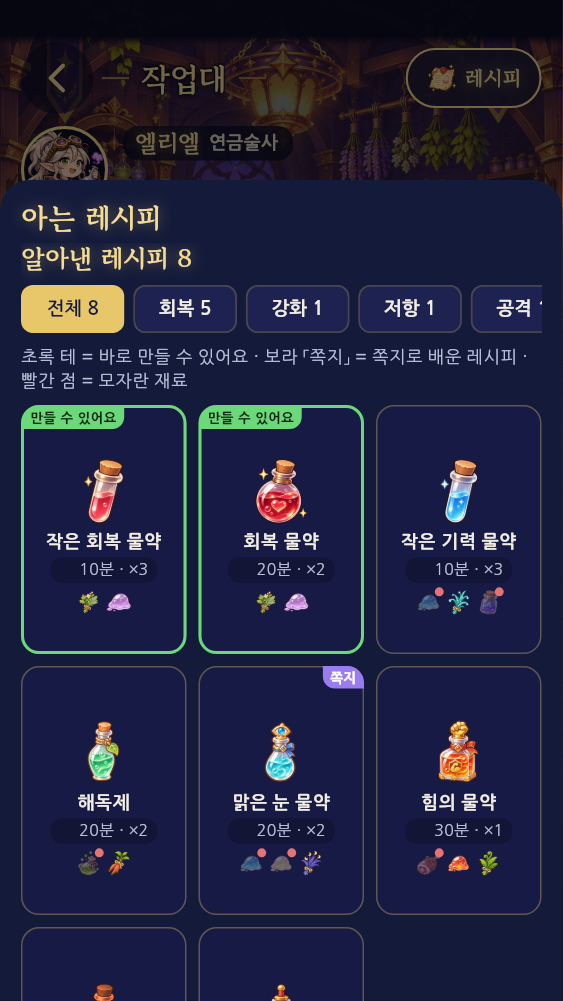 작업대
레시피
엘리엘 연금술사
아는 레시피
알아낸 레시피 8
전체 8 회복 5 강화 1 저항 1 공격
초록 테 = 바로 만들 수 있어요 · 보라 「쪽지」 = 쪽지로 배운 레시피 ·
빨간 점 = 모자란 재료
만들 수 있어요 만들 수 있어요
작은 회복 물약 회복 물약 작은 기력 물약
10분 · ×3 20분 · ×2 10분 · ×3
쪽지
해독제 맑은 눈 물약 힘의 물약
20분 · ×2 20분 · ×2 30분 · ×1